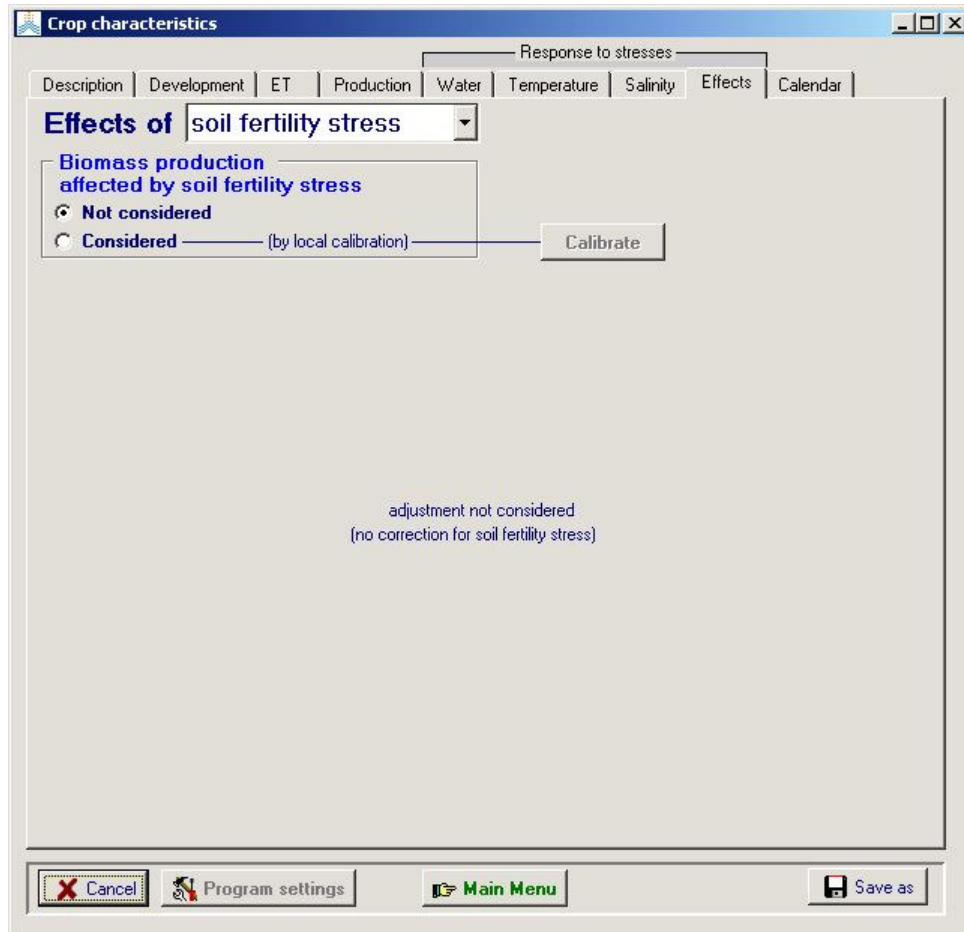 Crop characteristics
Response to stresses
Description Development ET Production Water Temperature Salinity Effects Calendar
Effects of soil fertility stress
Biomass production
affected by soil fertility stress
Not considered
Considered (by local calibration) Calibrate
adjustment not considered
(no correction for soil fertility stress)
Cancel Program settings Main Menu Save as